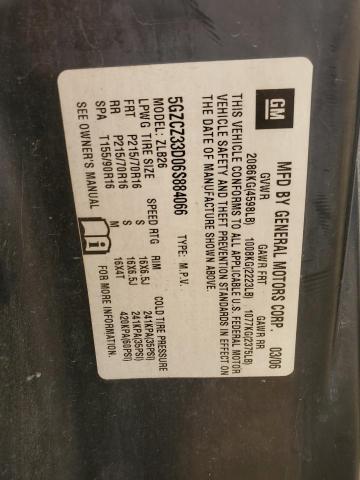 GM
MFD BY GENERAL MOTORS CORP. 03/06
GVWR GAWR FRT GAWR RR
2086KG(4598LB) 1008KG(2223LB) 1077KG(2375LB)
THIS VEHICLE CONFORMS TO ALL APPLICABLE U.S. FEDERAL MOTOR
VEHICLE SAFETY AND THEFT PREVENTION STANDARDS IN EFFECT ON
THE DATE OF MANUFACTURE SHOWN ABOVE.
5GZCZ33D06S884066 TYPE: M.P.V.
MODEL: ZLB26
LPWG TIRE SIZE SPEED RTG RIM COLD TIRE PRESSURE
FRT P215/70R16 S 16X6.5J 241KPA(35PSI)
RR P215/70R16 S 16X6.5J 241KPA(35PSI)
SPA T155/90R16 M 16X4T 420KPA(60PSI)
SEE OWNER'S MANUAL i FOR MORE INFORMATION.